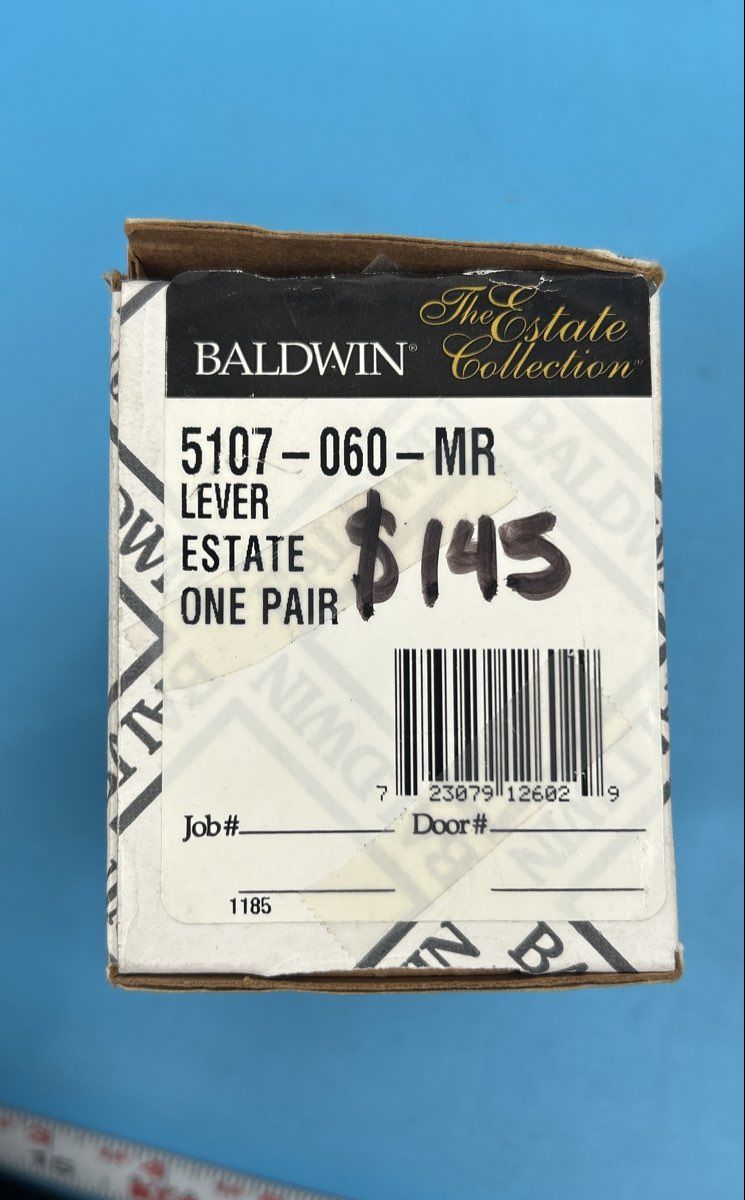 BALDWIN®
The Estate
Collection
5107-060-MR
LEVER
ESTATE
ONE PAIR
$145
7 23079 12602 9
Job# Door#
1185